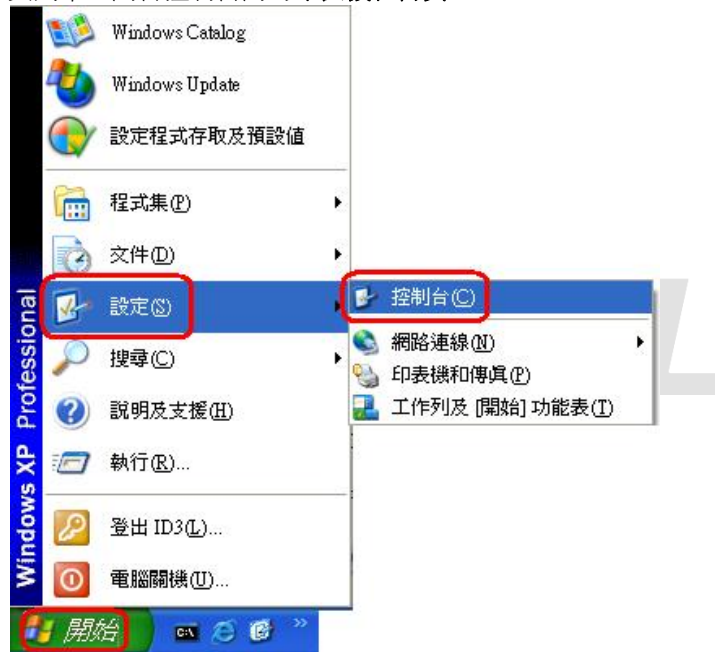 Windows Catalog
Windows Update
設定程式存取及預設值
程式集(P)
文件(D)
設定(S)
搜尋(C)
說明及支援(H)
執行(R)...
登出 ID3(L)...
電腦關機(U)...
控制台(C)
網路連線(N)
印表機和傳真(P)
工作列及 [開始] 功能表(T)
Windows XP Professional
開始